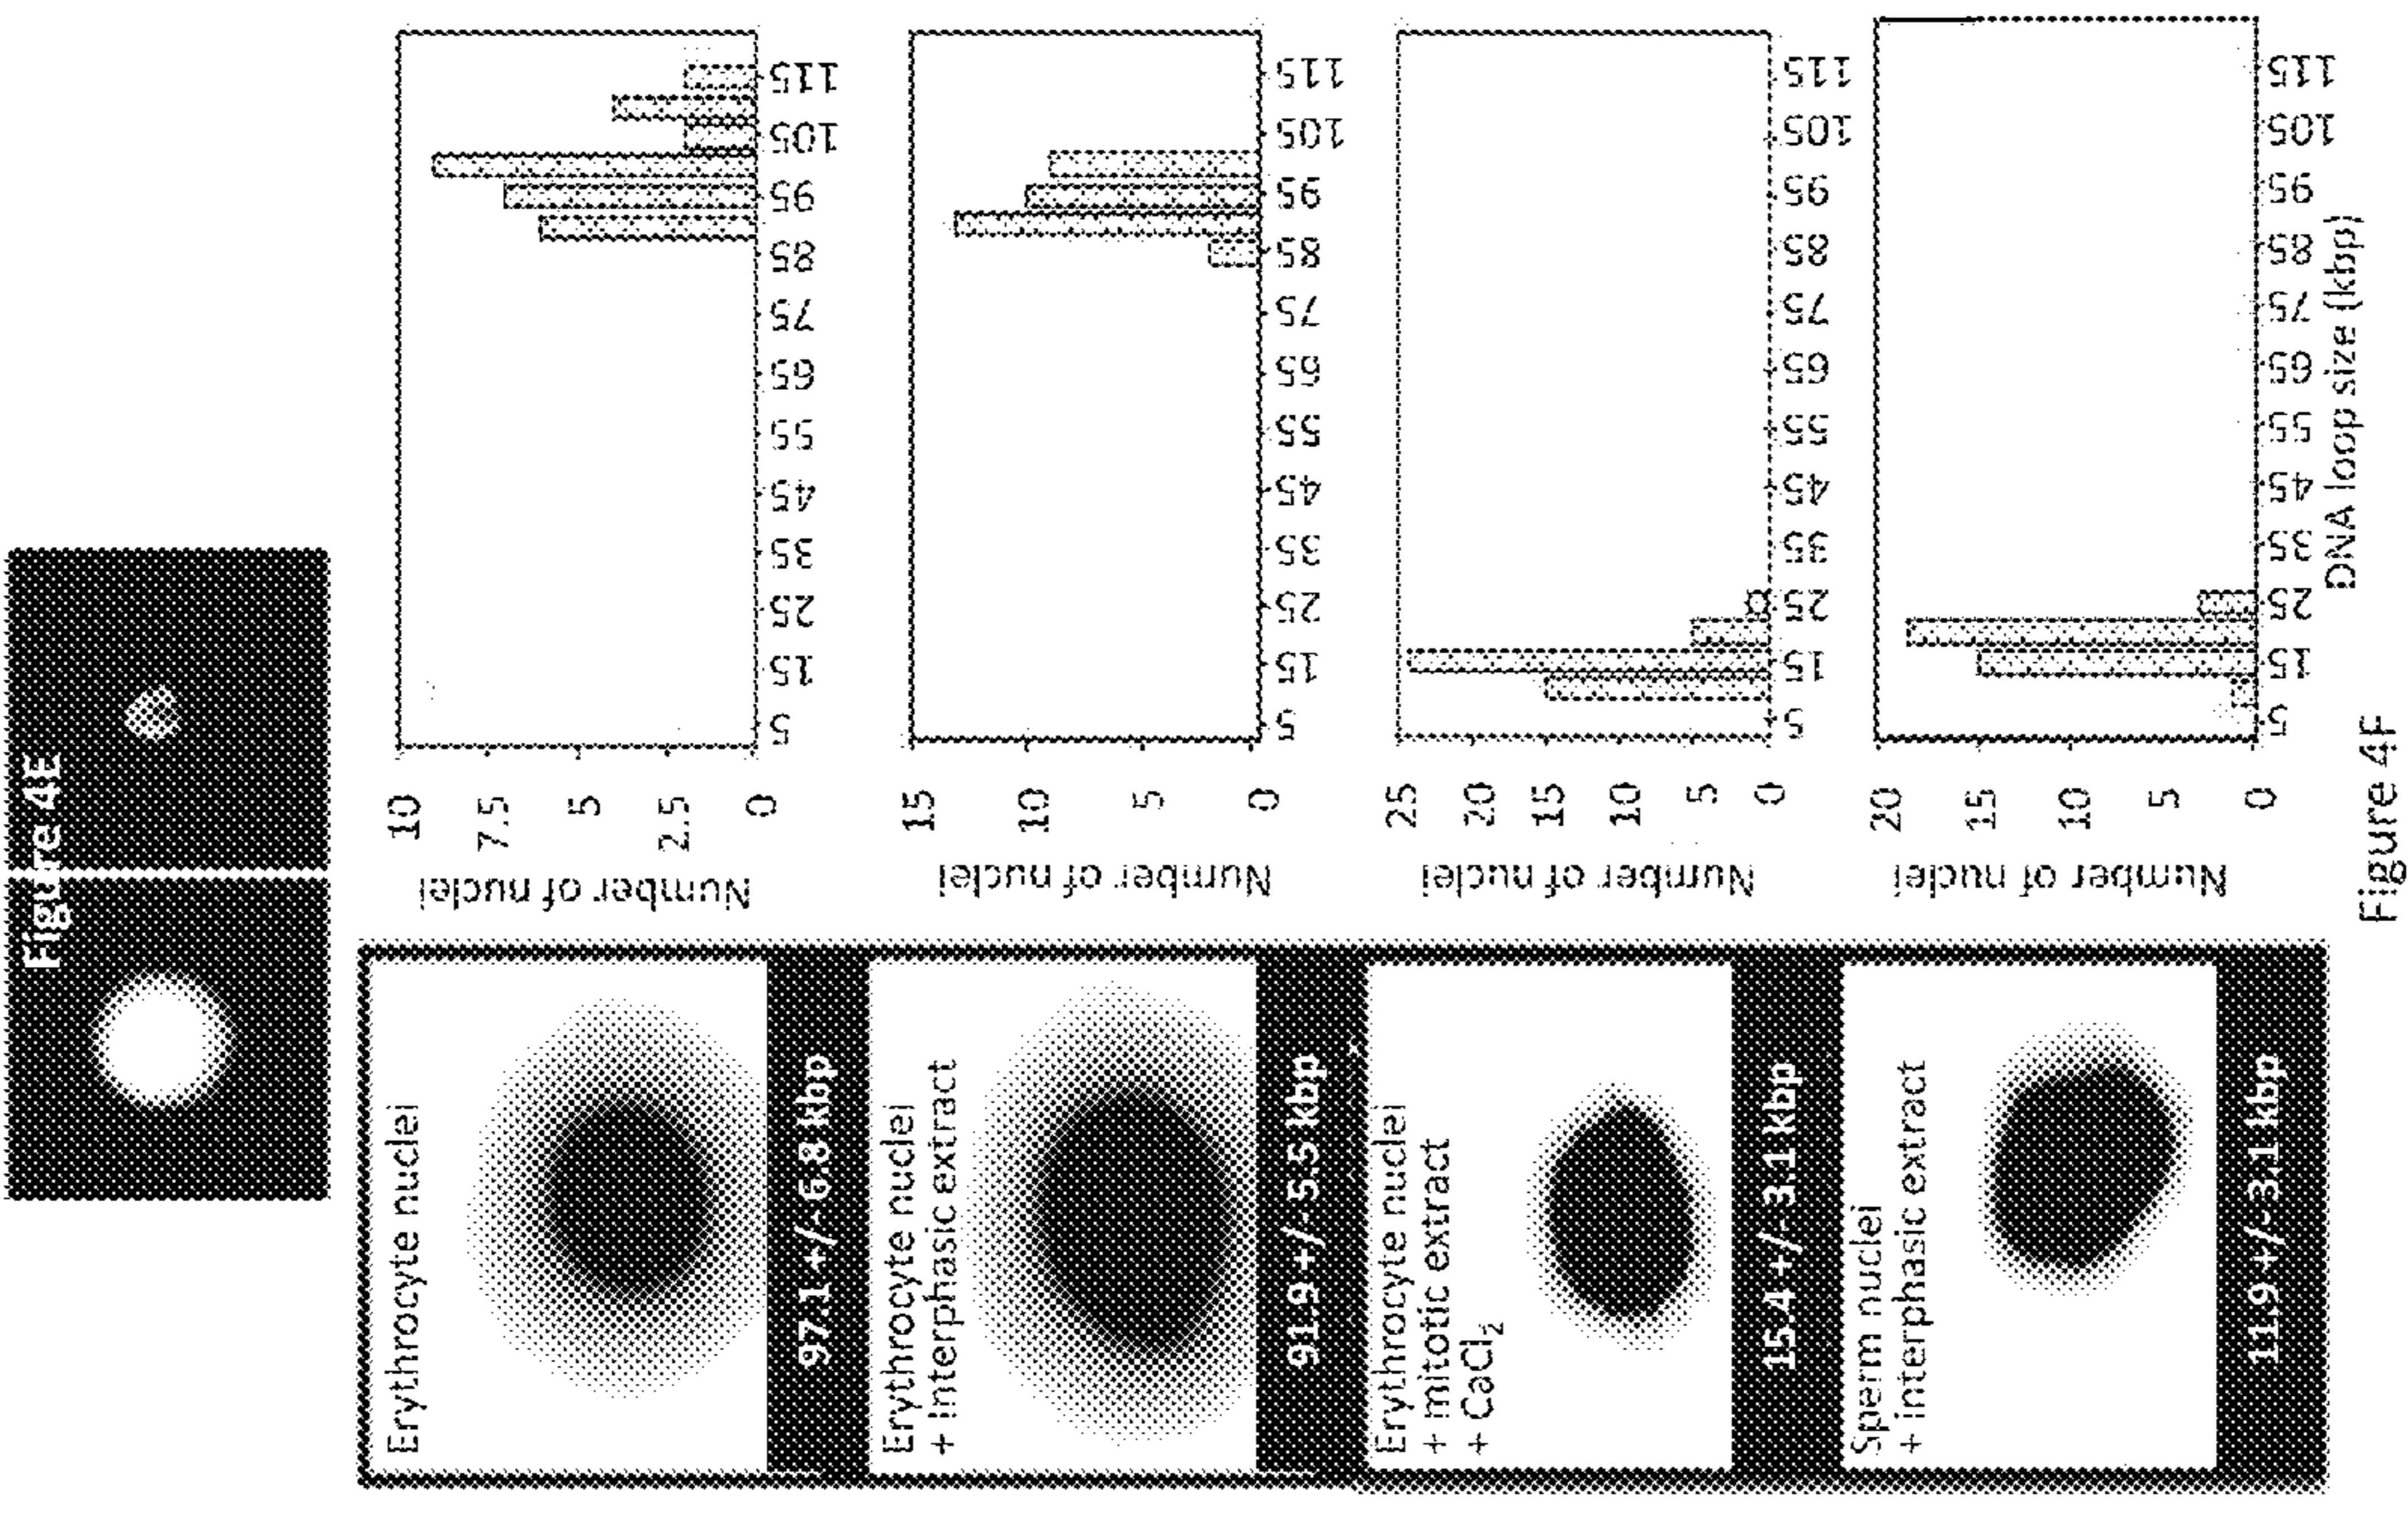 Figure 4E
Erythrocyte nuclei
97.1 +/- 6.8 kbp
Number of nuclei
10
7.5
5
2.5
0
5 15 25 35 45 55 65 75 85 95 105 115
Erythrocyte nuclei
+ Interphasic extract
91.9 +/- 5.5 kbp
Number of nuclei
15
10
5
0
5 15 25 35 45 55 65 75 85 95 105 115
Erythrocyte nuclei
+ mitotic extract
+ CaCl₂
15.4 +/- 3.1 kbp
Number of nuclei
25
20
15
10
5
0
5 15 25 35 45 55 65 75 85 95 105 115
Sperm nuclei
+ interphasic extract
11.9 +/- 3.1 kbp
Number of nuclei
20
15
10
5
0
5 15 25 35 45 55 65 75 85 95 105 115
DNA loop size (kbp)
Figure 4F